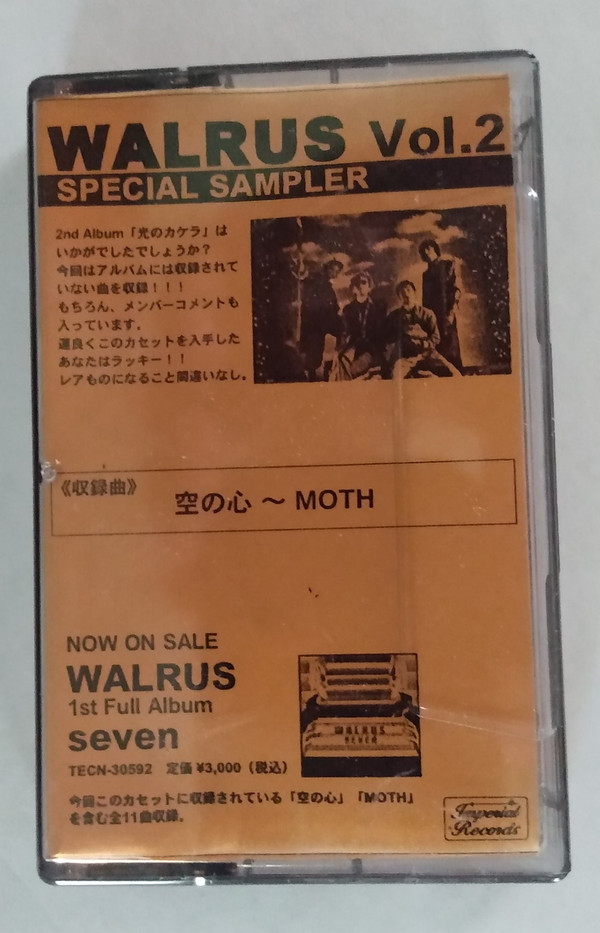 WALRUS Vol.2
SPECIAL SAMPLER
2nd Album「光のカケラ」は
いかがでしたでしょうか？
今回はアルバムには収録されて
いない曲を収録！！！
もちろん、メンバーコメントも
入っています。
運良くこのカセットを入手した
あなたはラッキー！！
レアものになること間違いなし。
《収録曲》
空の心 ～ MOTH
NOW ON SALE
WALRUS
1st Full Album
seven
WALRUS
SEVEN
TECN-30592 定価 ¥3,000（税込）
今回このカセットに収録されている「空の心」「MOTH」
を含む全11曲収録。
Imperial
Records